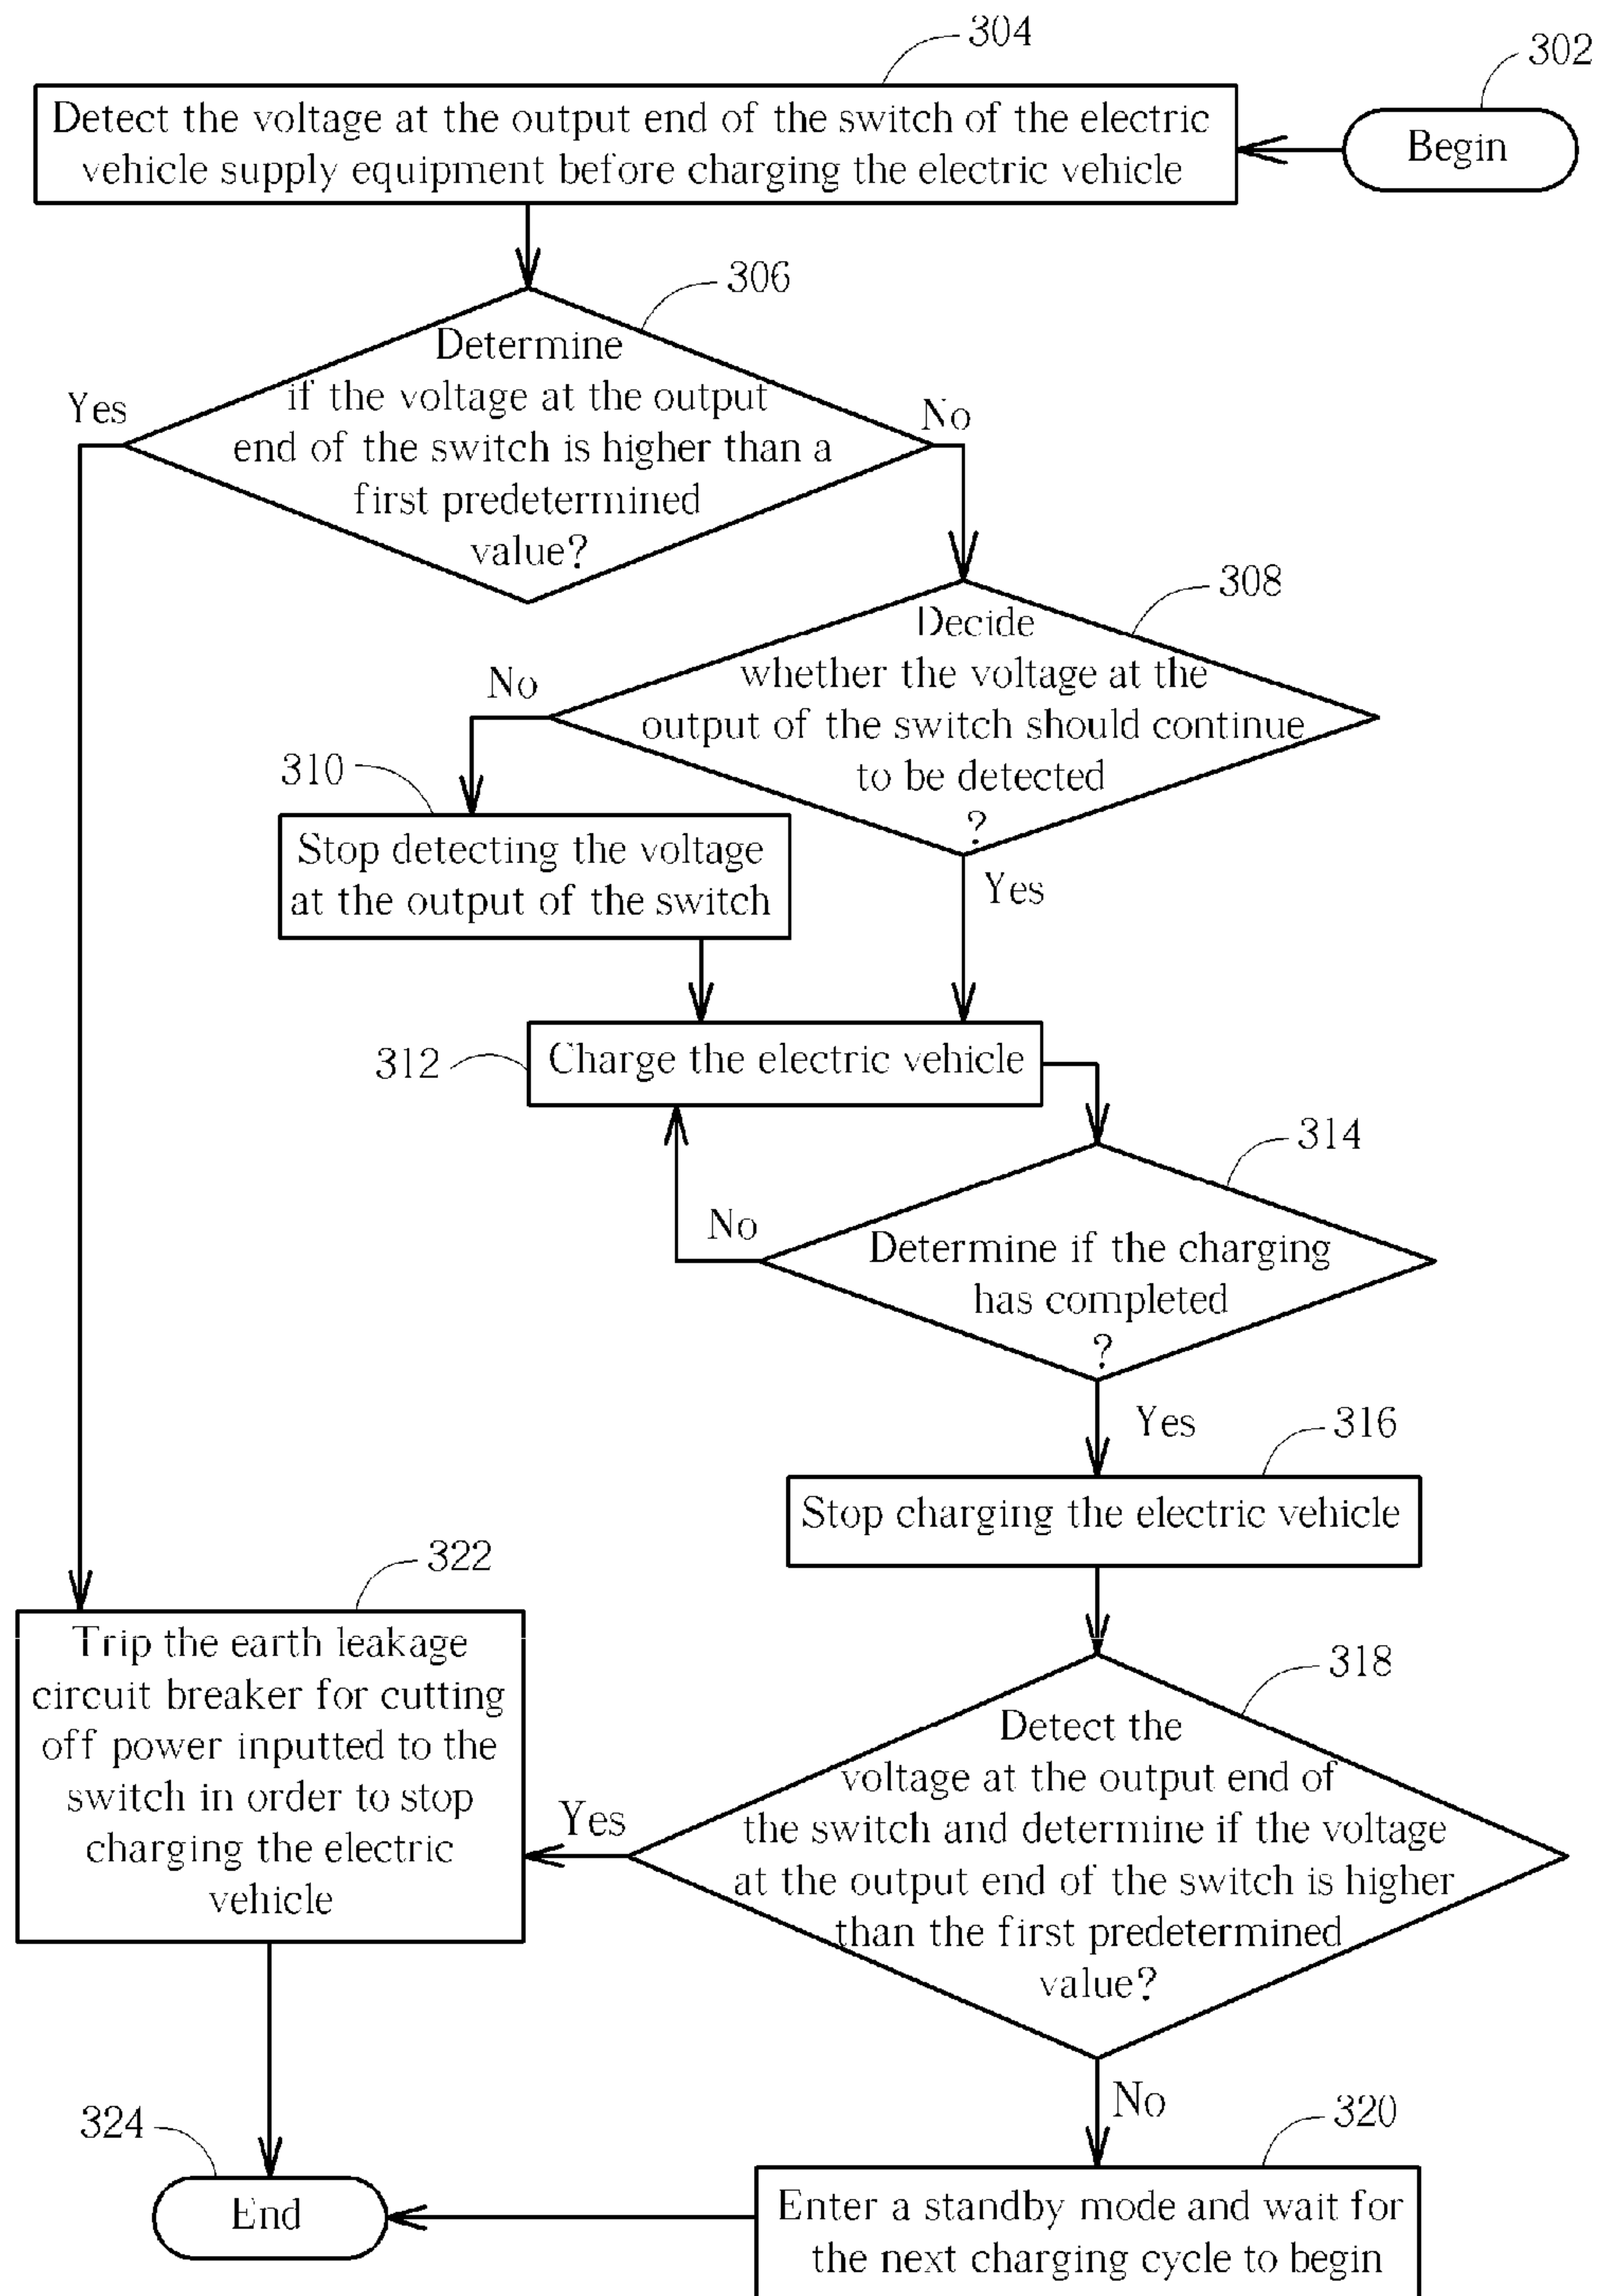 304
302
Detect the voltage at the output end of the switch of the electric
vehicle supply equipment before charging the electric vehicle
Begin
306
Determine
if the voltage at the output
end of the switch is higher than a
first predetermined
value?
Yes
No
308
Decide
whether the voltage at the
output of the switch should continue
to be detected
?
No
Yes
310
Stop detecting the voltage
at the output of the switch
312
Charge the electric vehicle
314
Determine if the charging
has completed
?
No
Yes
316
Stop charging the electric vehicle
322
Trip the earth leakage
circuit breaker for cutting
off power inputted to the
switch in order to stop
charging the electric
vehicle
318
Detect the
voltage at the output end of
the switch and determine if the voltage
at the output end of the switch is higher
than the first predetermined
value?
Yes
No
324
End
320
Enter a standby mode and wait for
the next charging cycle to begin